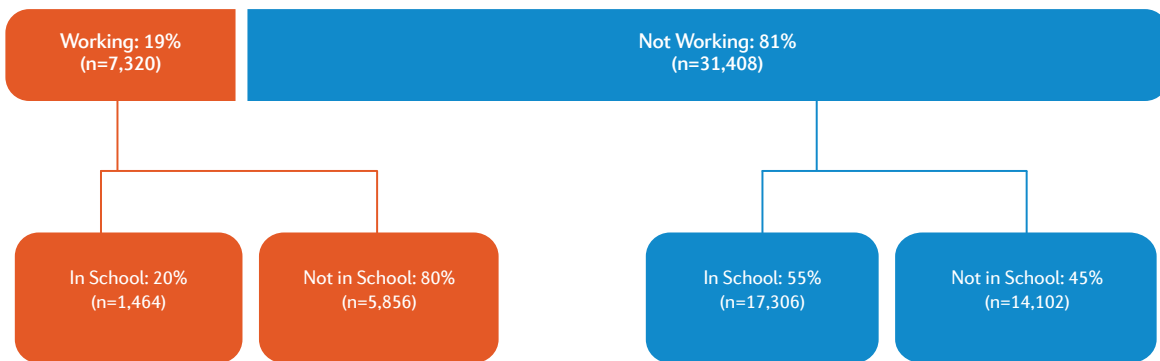 Working: 19%
(n=7,320)
Not Working: 81%
(n=31,408)
In School: 20%
(n=1,464)
Not in School: 80%
(n=5,856)
In School: 55%
(n=17,306)
Not in School: 45%
(n=14,102)